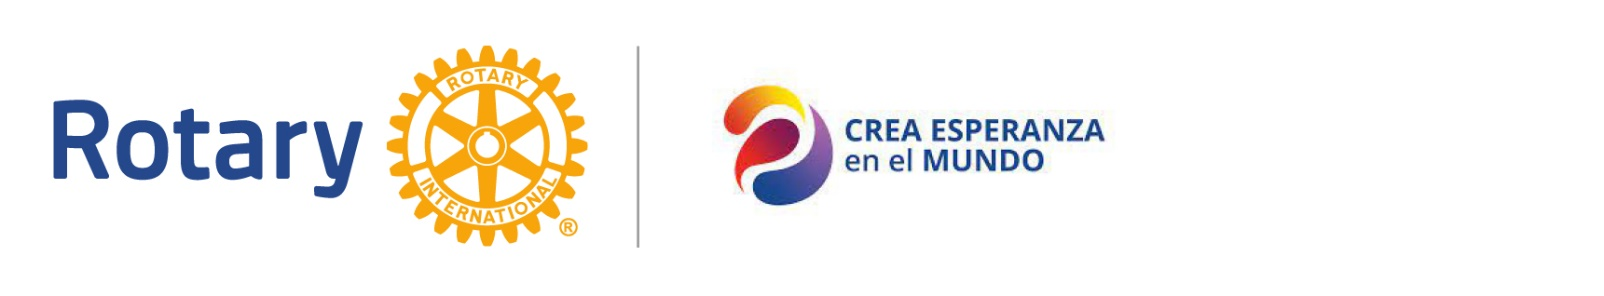 Rotary
ROTARY
INTERNATIONAL
®
CREA ESPERANZA
en el MUNDO